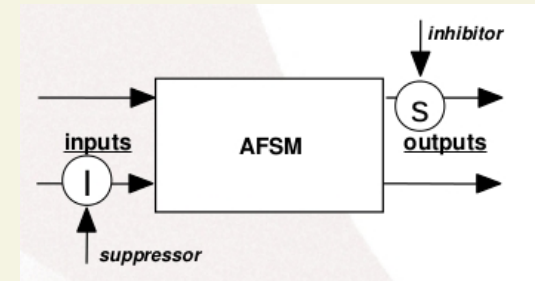 inhibitor
S
inputs
AFSM
outputs
I
suppressor